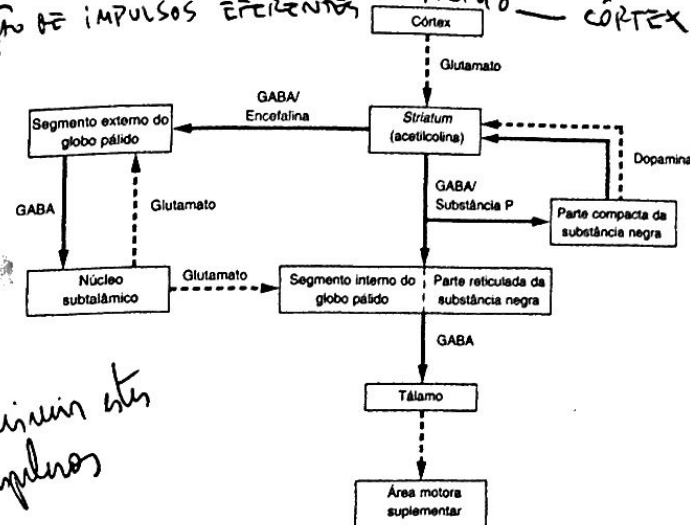 DE IMPULSOS EFERENTES
CÓRTEX
Córtex
Glutamato
GABA/
Encefalina
Segmento externo do
globo pálido
Striatum
(acetilcolina)
Dopamina
GABA
Glutamato
GABA/
Substância P
Parte compacta da
substância negra
Núcleo
subtalâmico
Glutamato
Segmento interno do
globo pálido
Parte reticulada da
substância negra
GABA
Tálamo
Área motora
suplementar